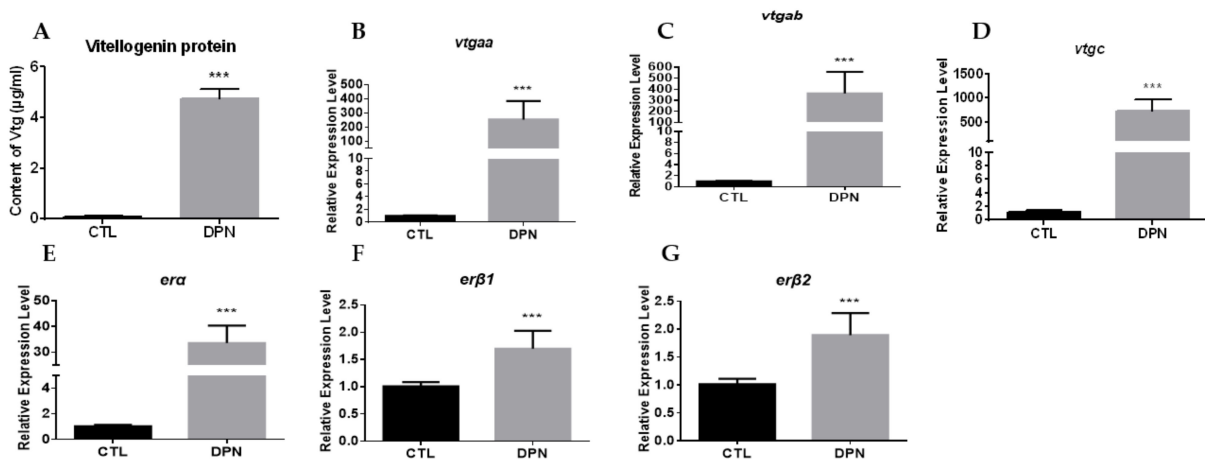 A
Vitellogenin protein
Content of Vtg (µg/ml)
6
4
2
0
***
CTL
DPN
B
vtgaa
Relative Expression Level
500
400
300
200
100
10
8
6
4
2
0
***
CTL
DPN
C
vtgab
Relative Expression Level
600
500
400
300
200
100
10
8
6
4
2
0
***
CTL
DPN
D
vtgc
Relative Expression Level
1500
1000
500
10
8
6
4
2
0
***
CTL
DPN
E
erα
Relative Expression Level
50
40
30
4
2
0
***
CTL
DPN
F
erβ1
Relative Expression Level
2.5
2.0
1.5
1.0
0.5
0.0
***
CTL
DPN
G
erβ2
Relative Expression Level
2.5
2.0
1.5
1.0
0.5
0.0
***
CTL
DPN